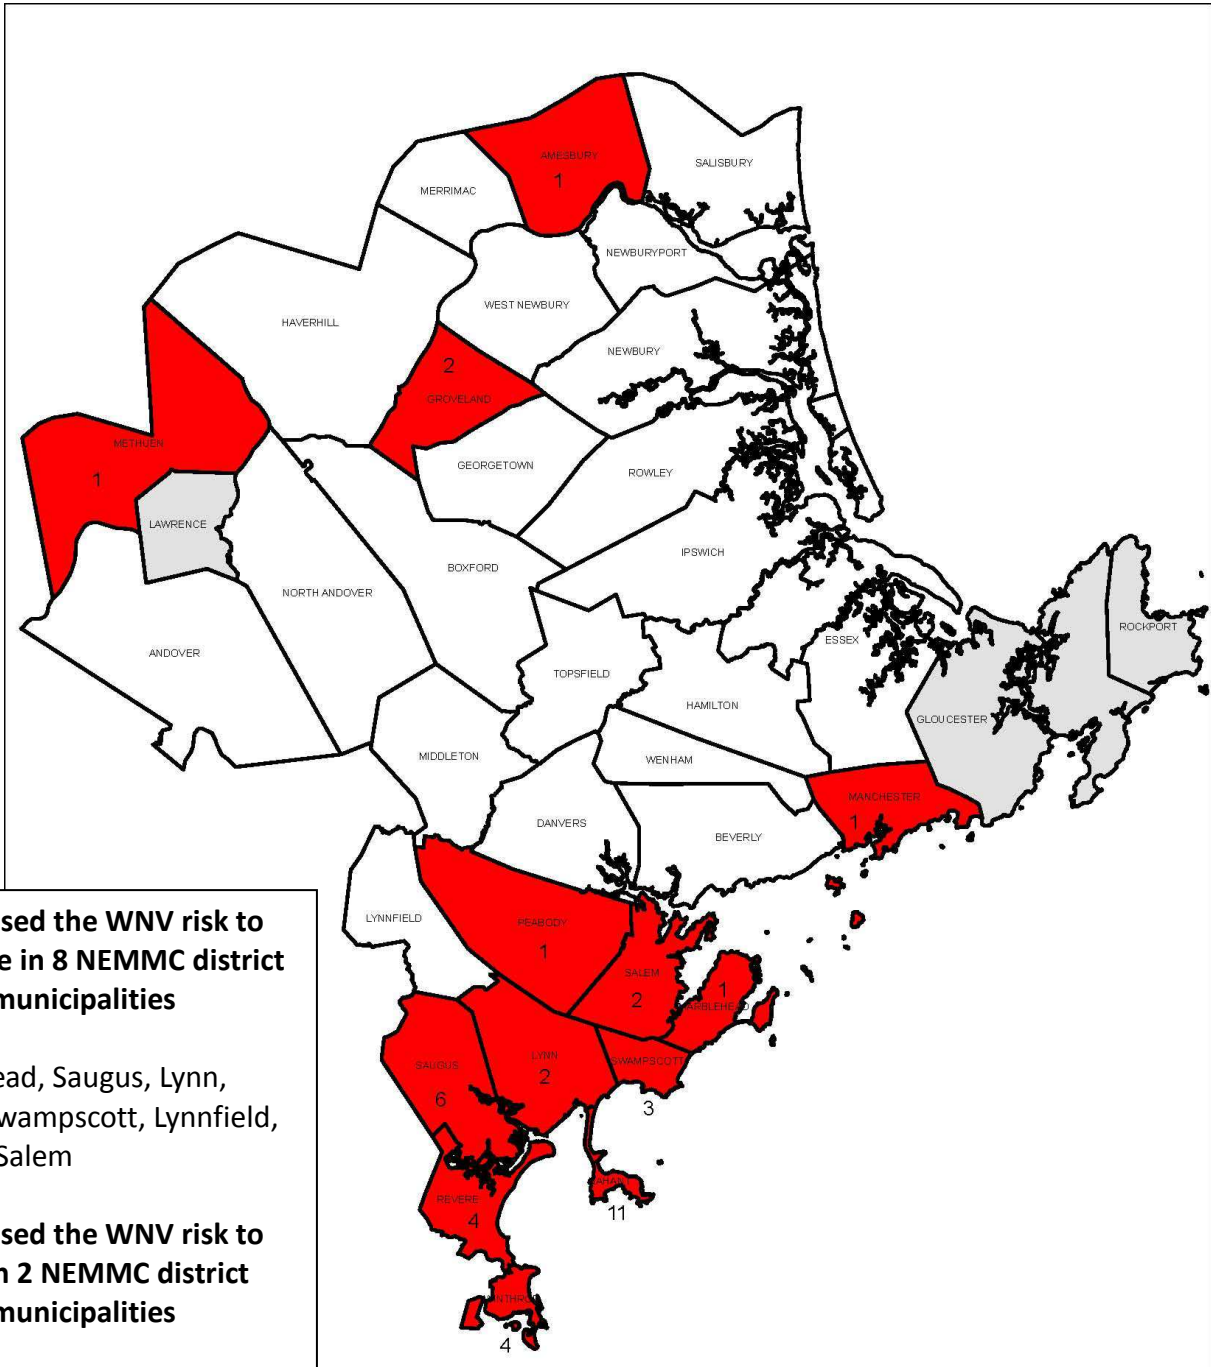 AMESBURY
1
SALISBURY
MERRIMAC
NEWBURYPORT
WEST NEWBURY
HAVERHILL
NEWBURY
2
GROVELAND
METHUEN
1
GEORGETOWN
ROWLEY
LAWRENCE
IPSWICH
BOXFORD
NORTH ANDOVER
ROCKPORT
ESSEX
ANDOVER
TOPSFIELD
HAMILTON
GLOUCESTER
MIDDLETON
WENHAM
MANCHESTER
1
DANVERS
BEVERLY
LYNNFIELD
PEABODY
1
SALEM
2
1
ARBLEHEAD
LYNN
2
SWAMPSCOTT
3
SAUGUS
6
AHANT
11
REVERE
4
INTHRO
4
sed the WNV risk to
e in 8 NEMMC district
municipalities
ead, Saugus, Lynn,
wampscott, Lynnfield,
Salem
sed the WNV risk to
n 2 NEMMC district
municipalities